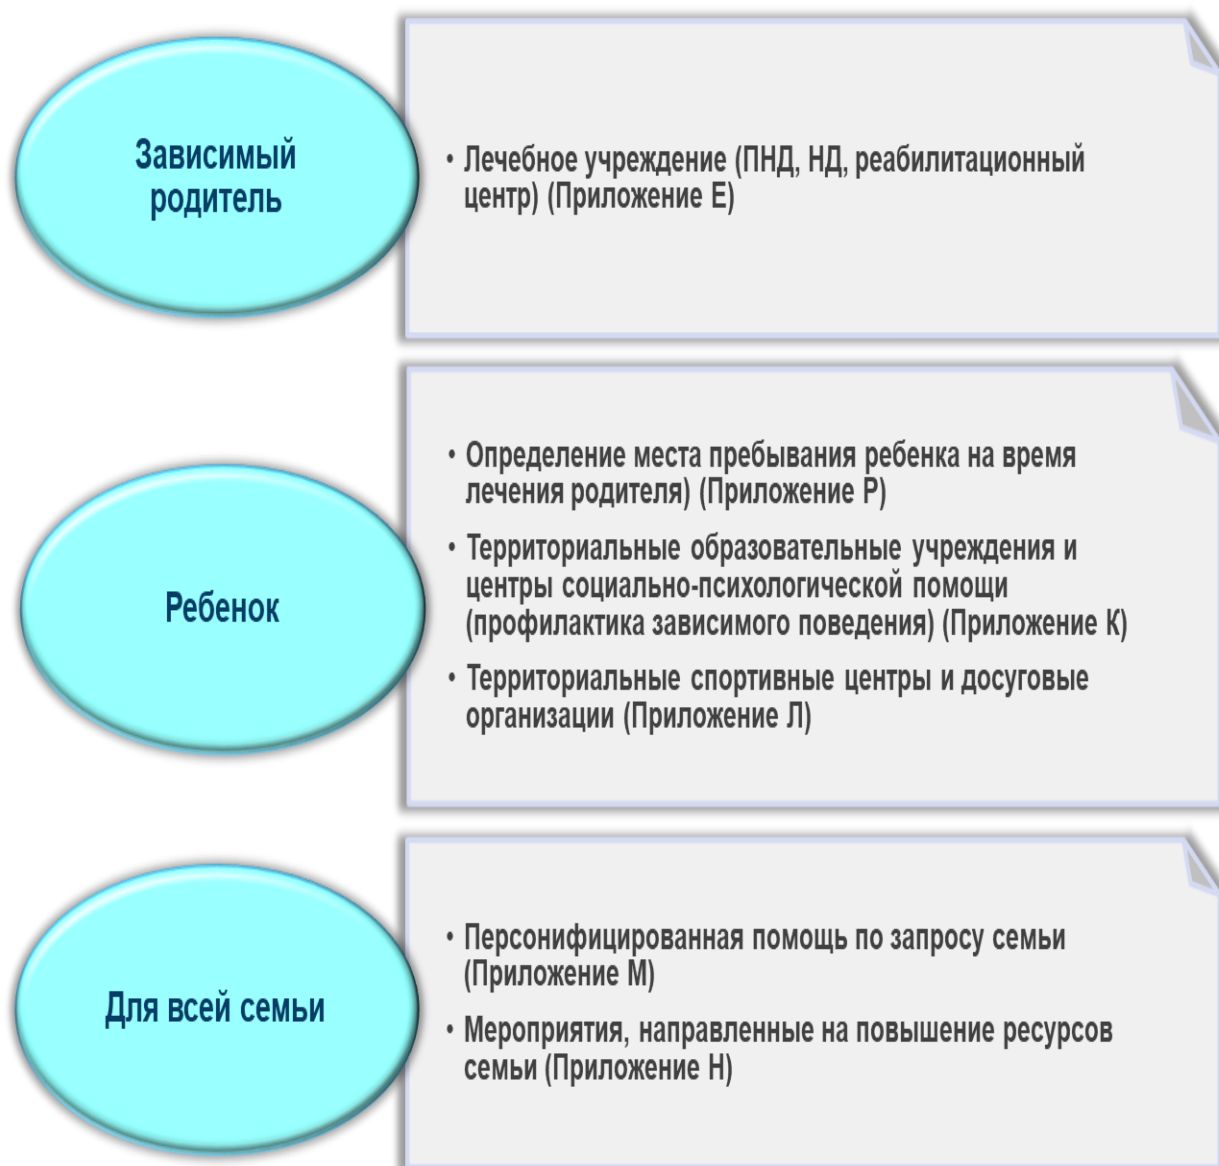 Зависимый
родитель
• Лечебное учреждение (ПНД, НД, реабилитационный
центр) (Приложение Е)
Ребенок
• Определение места пребывания ребенка на время
лечения родителя) (Приложение Р)
• Территориальные образовательные учреждения и
центры социально-психологической помощи
(профилактика зависимого поведения) (Приложение К)
• Территориальные спортивные центры и досуговые
организации (Приложение Л)
Для всей семьи
• Персонифицированная помощь по запросу семьи
(Приложение М)
• Мероприятия, направленные на повышение ресурсов
семьи (Приложение Н)